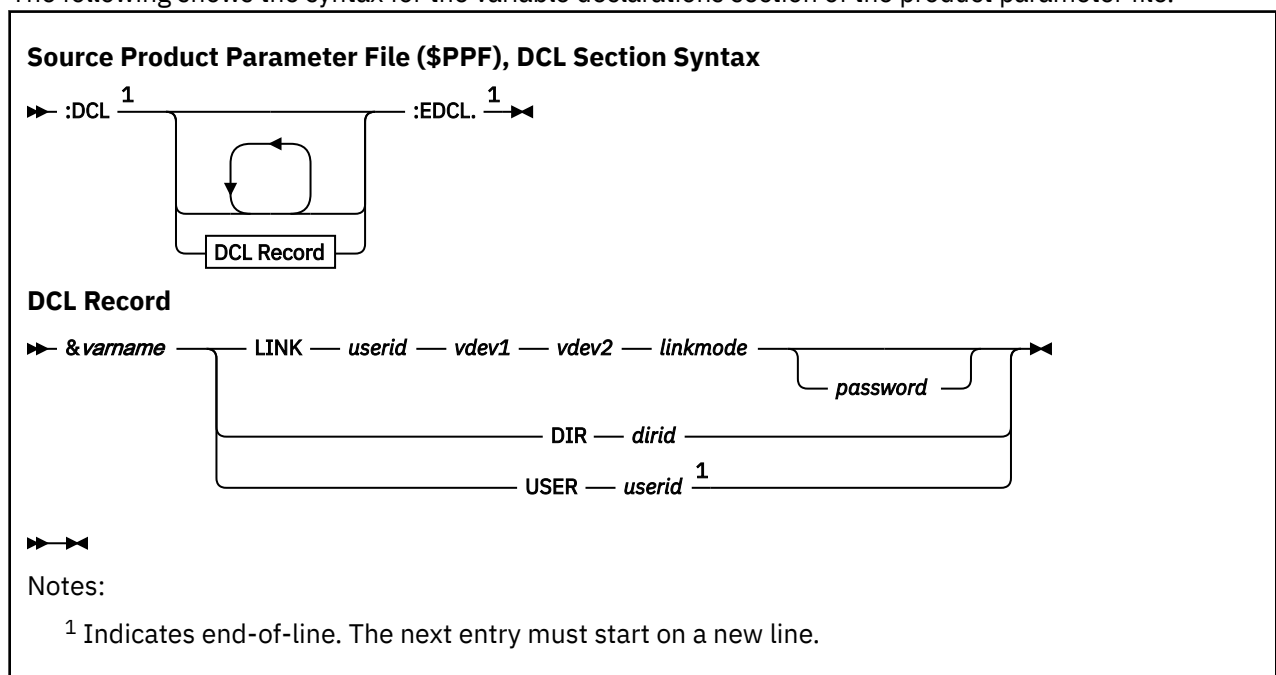 The following shows the syntax for the variable declarations section of the product parameter file.
Source Product Parameter File ($PPF), DCL Section Syntax
:DCL 1 :EDCL. 1
DCL Record
DCL Record
&varname LINK userid vdev1 vdev2 linkmode
password
DIR dirid
USER userid 1
Notes:
1 Indicates end-of-line. The next entry must start on a new line.